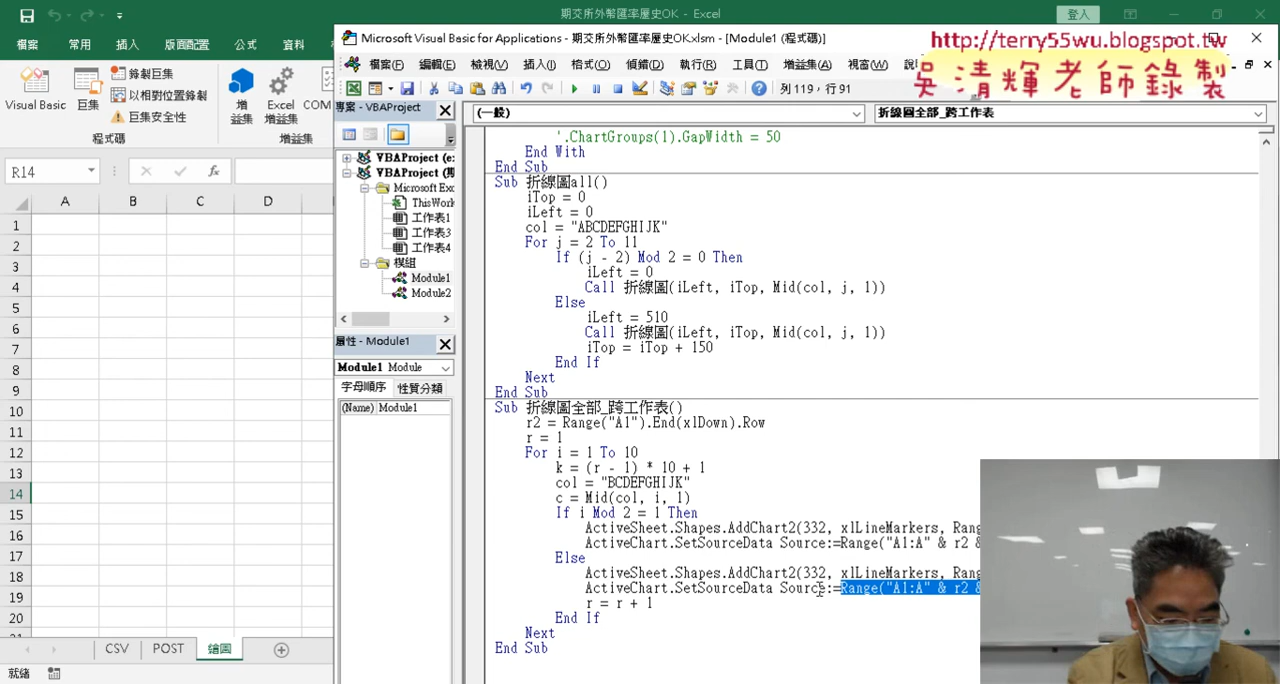 期交所外幣匯率歷史OK - Excel
登入
檔案 常用 插入 版面配置 公式 資料
Visual Basic
巨集
錄製巨集
以相對位置錄製
巨集安全性
程式碼
增益集
Excel 增益集
COM
增益集
R14
fx
A B C D
1
2
3
4
5
6
7
8
9
10
11
12
13
14
15
16
17
18
19
20
CSV POST 繪圖
就緒
Microsoft Visual Basic for Applications - 期交所外幣匯率歷史OK.xlsm - [Module1 (程式碼)]
http://terry55wu.blogspot.tw
吳清輝老師錄製
檔案(F) 編輯(E) 檢視(V) 插入(I) 格式(O) 偵錯(D) 執行(R) 工具(T) 增益集(A) 視窗(W)
列 119，行 91
專案 - VBAProject
VBAProject (e
VBAProject (期
Microsoft Exc
ThisWork
工作表1
工作表3
工作表4
模組
Module1
Module2
屬性 - Module1
Module1 Module
字母順序 性質分類
(Name) Module1
(一般)
折線圖全部_跨工作表
'.ChartGroups(1).GapWidth = 50
End With
End Sub
Sub 折線圖all()
iTop = 0
iLeft = 0
col = "ABCDEFGHIJK"
For j = 2 To 11
If (j - 2) Mod 2 = 0 Then
iLeft = 0
Call 折線圖(iLeft, iTop, Mid(col, j, 1))
Else
iLeft = 510
Call 折線圖(iLeft, iTop, Mid(col, j, 1))
iTop = iTop + 150
End If
Next
End Sub
Sub 折線圖全部_跨工作表()
r2 = Range("A1").End(xlDown).Row
r = 1
For i = 1 To 10
k = (r - 1) * 10 + 1
col = "BCDEFGHIJK"
c = Mid(col, i, 1)
If i Mod 2 = 1 Then
ActiveSheet.Shapes.AddChart2(332, xlLineMarkers, Rang
ActiveChart.SetSourceData Source:=Range("A1:A" & r2 &
Else
ActiveSheet.Shapes.AddChart2(332, xlLineMarkers, Rang
ActiveChart.SetSourceData Source:=Range("A1:A" & r2 &
r = r + 1
End If
Next
End Sub